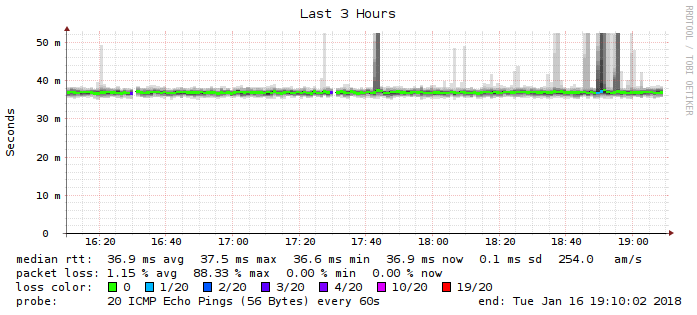 Last 3 Hours
RRDTOOL / TOBI OETIKER
Seconds
50 m
40 m
30 m
20 m
10 m
0
16:20 16:40 17:00 17:20 17:40 18:00 18:20 18:40 19:00
median rtt: 36.9 ms avg 37.5 ms max 36.6 ms min 36.9 ms now 0.1 ms sd 254.0 am/s
packet loss: 1.15 % avg 88.33 % max 0.00 % min 0.00 % now
loss color: 0 1/20 2/20 3/20 4/20 10/20 19/20
probe: 20 ICMP Echo Pings (56 Bytes) every 60s end: Tue Jan 16 19:10:02 2018